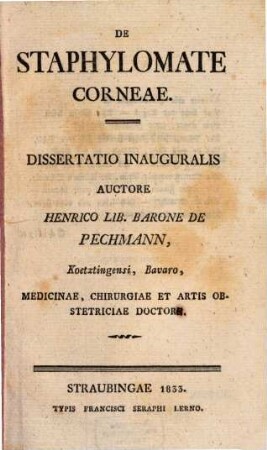 DE
STAPHYLOMATE
CORNEAE.
DISSERTATIO INAUGURALIS
AUCTORE
HENRICO LIB. BARONE DE
PECHMANN,
Koetztingensi, Bavaro,
MEDICINAE, CHIRURGIAE ET ARTIS OB-
STETRICIAE DOCTORE.
STRAUBINGAE 1833.
TYPIS FRANCISCI SERAPHI LERNO.